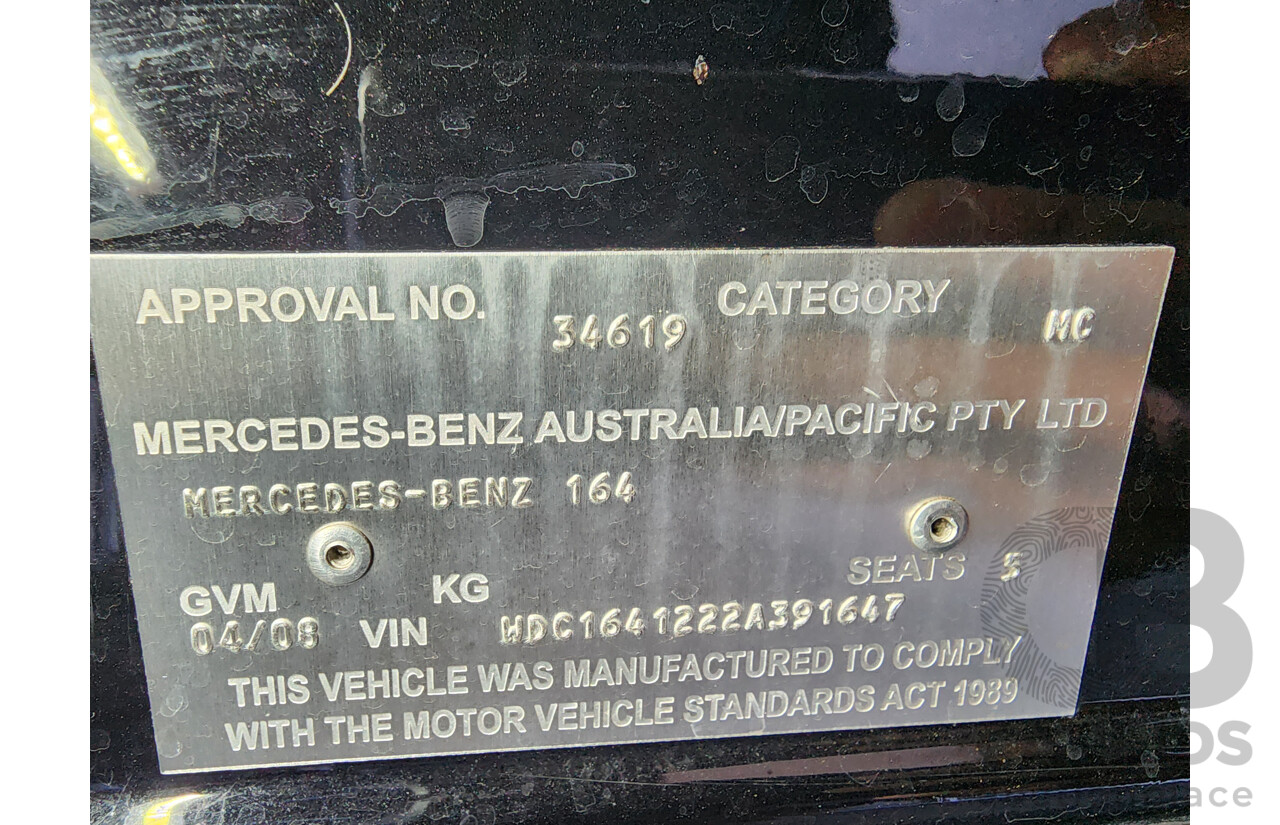 APPROVAL NO. 34619 CATEGORY MC
MERCEDES-BENZ AUSTRALIA/PACIFIC PTY LTD
MERCEDES-BENZ 164
GVM KG SEATS 5
04/08 VIN WDC1641222A391647
THIS VEHICLE WAS MANUFACTURED TO COMPLY
WITH THE MOTOR VEHICLE STANDARDS ACT 1989